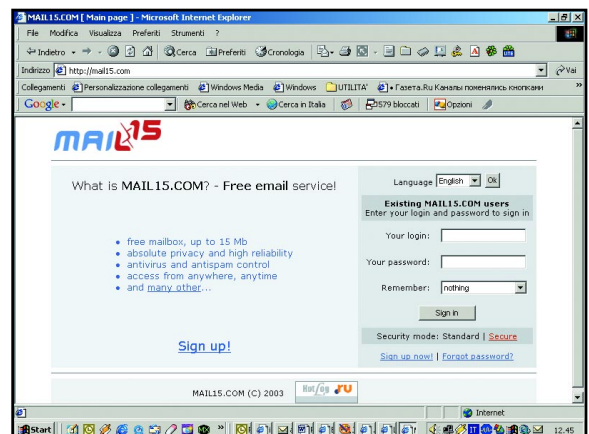 MAIL15.COM [ Main page ] - Microsoft Internet Explorer
File Modifica Visualizza Preferiti Strumenti ?
Indietro Cerca Preferiti Cronologia
Indirizzo http://mail15.com Vai
Collegamenti Personalizzazione collegamenti Windows Media Windows UTILITA' Газета.Ru Каналы поменялись кнопками »
Google Cerca nel Web Cerca in Italia 579 bloccati Opzioni
MAIL15
What is MAIL15.COM? - Free email service!
• free mailbox, up to 15 Mb
• absolute privacy and high reliability
• antivirus and antispam control
• access from anywhere, anytime
• and many other...
Sign up!
Language English Ok
Existing MAIL15.COM users
Enter your login and password to sign in
Your login:
Your password:
Remember: nothing
Sign in
Security mode: Standard | Secure
Sign up now! | Forgot password?
MAIL15.COM (C) 2003 HotLog .ru
Internet
Start » IT 12.45